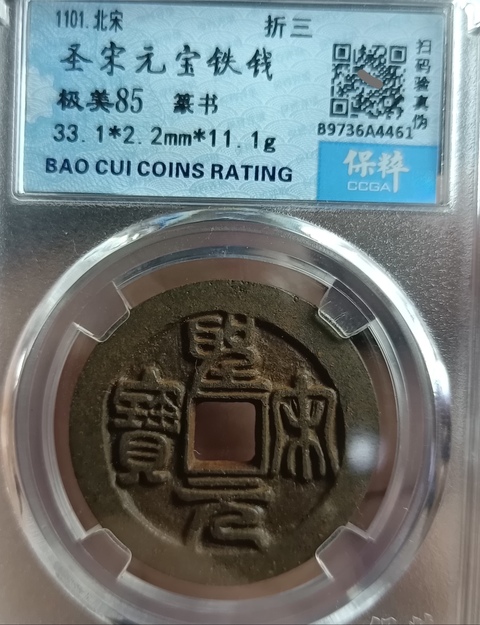 1101.北宋 折三
圣宋元宝铁钱
极美85 篆书
33.1*2.2mm*11.1g
BAO CUI COINS RATING
扫码验真伪
B9736A4461
保粹
CCGA
聖宋元寶